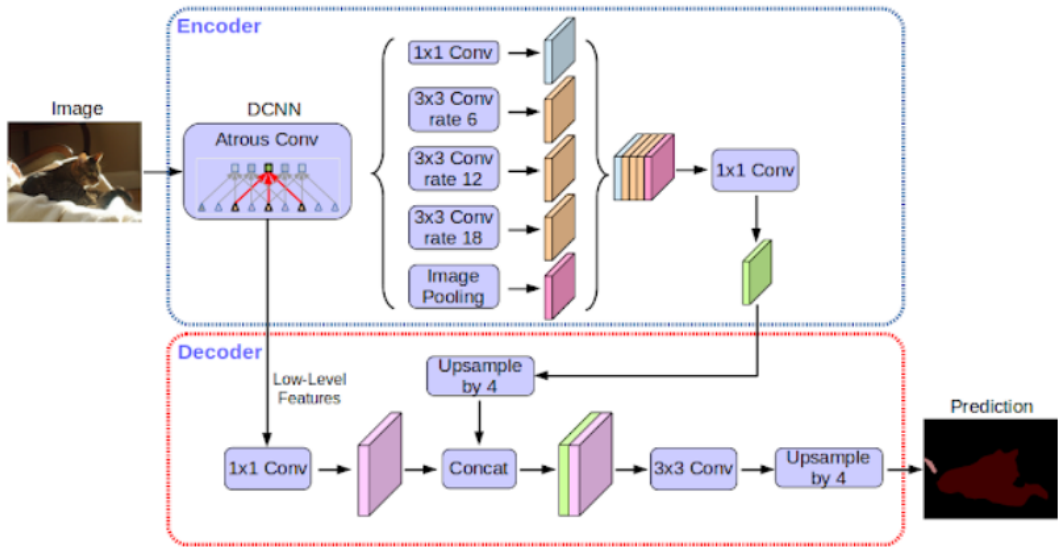 Encoder
Image
DCNN
Atrous Conv
1x1 Conv
3x3 Conv
rate 6
3x3 Conv
rate 12
3x3 Conv
rate 18
Image
Pooling
1x1 Conv
Decoder
Low-Level
Features
Upsample
by 4
1x1 Conv
Concat
3x3 Conv
Upsample
by 4
Prediction